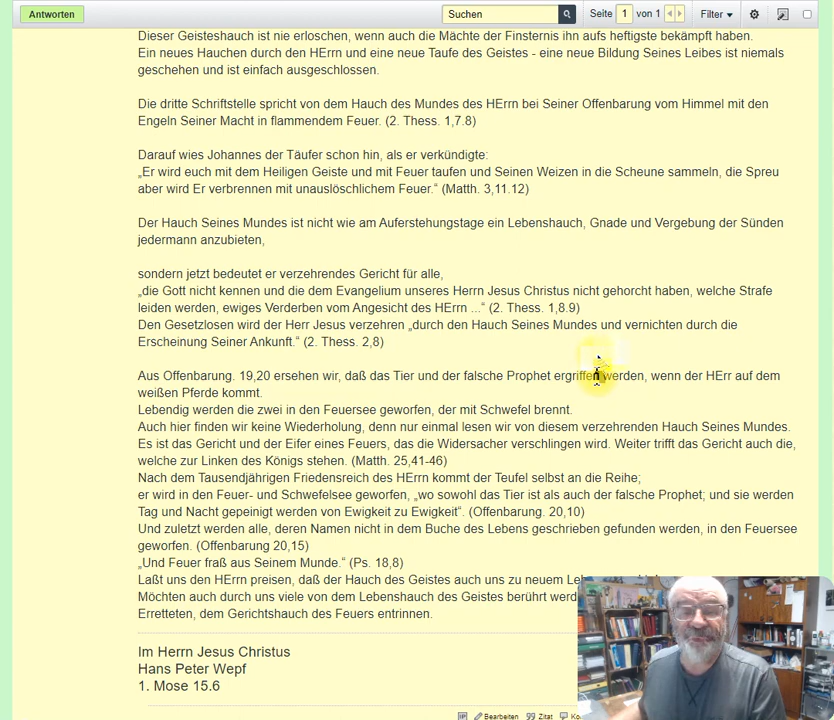 Antworten
Suchen
Seite 1 von 1
Filter
Dieser Geisteshauch ist nie erloschen, wenn auch die Mächte der Finsternis ihn aufs heftigste bekämpft haben.
Ein neues Hauchen durch den HErrn und eine neue Taufe des Geistes - eine neue Bildung Seines Leibes ist niemals
geschehen und ist einfach ausgeschlossen.
Die dritte Schriftstelle spricht von dem Hauch des Mundes des HErrn bei Seiner Offenbarung vom Himmel mit den
Engeln Seiner Macht in flammendem Feuer. (2. Thess. 1,7.8)
Darauf wies Johannes der Täufer schon hin, als er verkündigte:
„Er wird euch mit dem Heiligen Geiste und mit Feuer taufen und Seinen Weizen in die Scheune sammeln, die Spreu
aber wird Er verbrennen mit unauslöschlichem Feuer.“ (Matth. 3,11.12)
Der Hauch Seines Mundes ist nicht wie am Auferstehungstage ein Lebenshauch, Gnade und Vergebung der Sünden
jedermann anzubieten,
sondern jetzt bedeutet er verzehrendes Gericht für alle,
„die Gott nicht kennen und die dem Evangelium unseres Herrn Jesus Christus nicht gehorcht haben, welche Strafe
leiden werden, ewiges Verderben vom Angesicht des HErrn ...“ (2. Thess. 1,8.9)
Den Gesetzlosen wird der Herr Jesus verzehren „durch den Hauch Seines Mundes und vernichten durch die
Erscheinung Seiner Ankunft.“ (2. Thess. 2,8)
Aus Offenbarung. 19,20 ersehen wir, daß das Tier und der falsche Prophet ergriffen werden, wenn der HErr auf dem
weißen Pferde kommt.
Lebendig werden die zwei in den Feuersee geworfen, der mit Schwefel brennt.
Auch hier finden wir keine Wiederholung, denn nur einmal lesen wir von diesem verzehrenden Hauch Seines Mundes.
Es ist das Gericht und der Eifer eines Feuers, das die Widersacher verschlingen wird. Weiter trifft das Gericht auch die,
welche zur Linken des Königs stehen. (Matth. 25,41-46)
Nach dem Tausendjährigen Friedensreich des HErrn kommt der Teufel selbst an die Reihe;
er wird in den Feuer- und Schwefelsee geworfen, „wo sowohl das Tier ist als auch der falsche Prophet; und sie werden
Tag und Nacht gepeinigt werden von Ewigkeit zu Ewigkeit“. (Offenbarung. 20,10)
Und zuletzt werden alle, deren Namen nicht in dem Buche des Lebens geschrieben gefunden werden, in den Feuersee
geworfen. (Offenbarung 20,15)
„Und Feuer fraß aus Seinem Munde.“ (Ps. 18,8)
Laßt uns den HErrn preisen, daß der Hauch des Geistes auch uns zu neuem
Möchten auch durch uns viele von dem Lebenshauch des Geistes berührt
Erretteten, dem Gerichtshauch des Feuers entrinnen.
Im Herrn Jesus Christus
Hans Peter Wepf
1. Mose 15.6
Bearbeiten Zitat